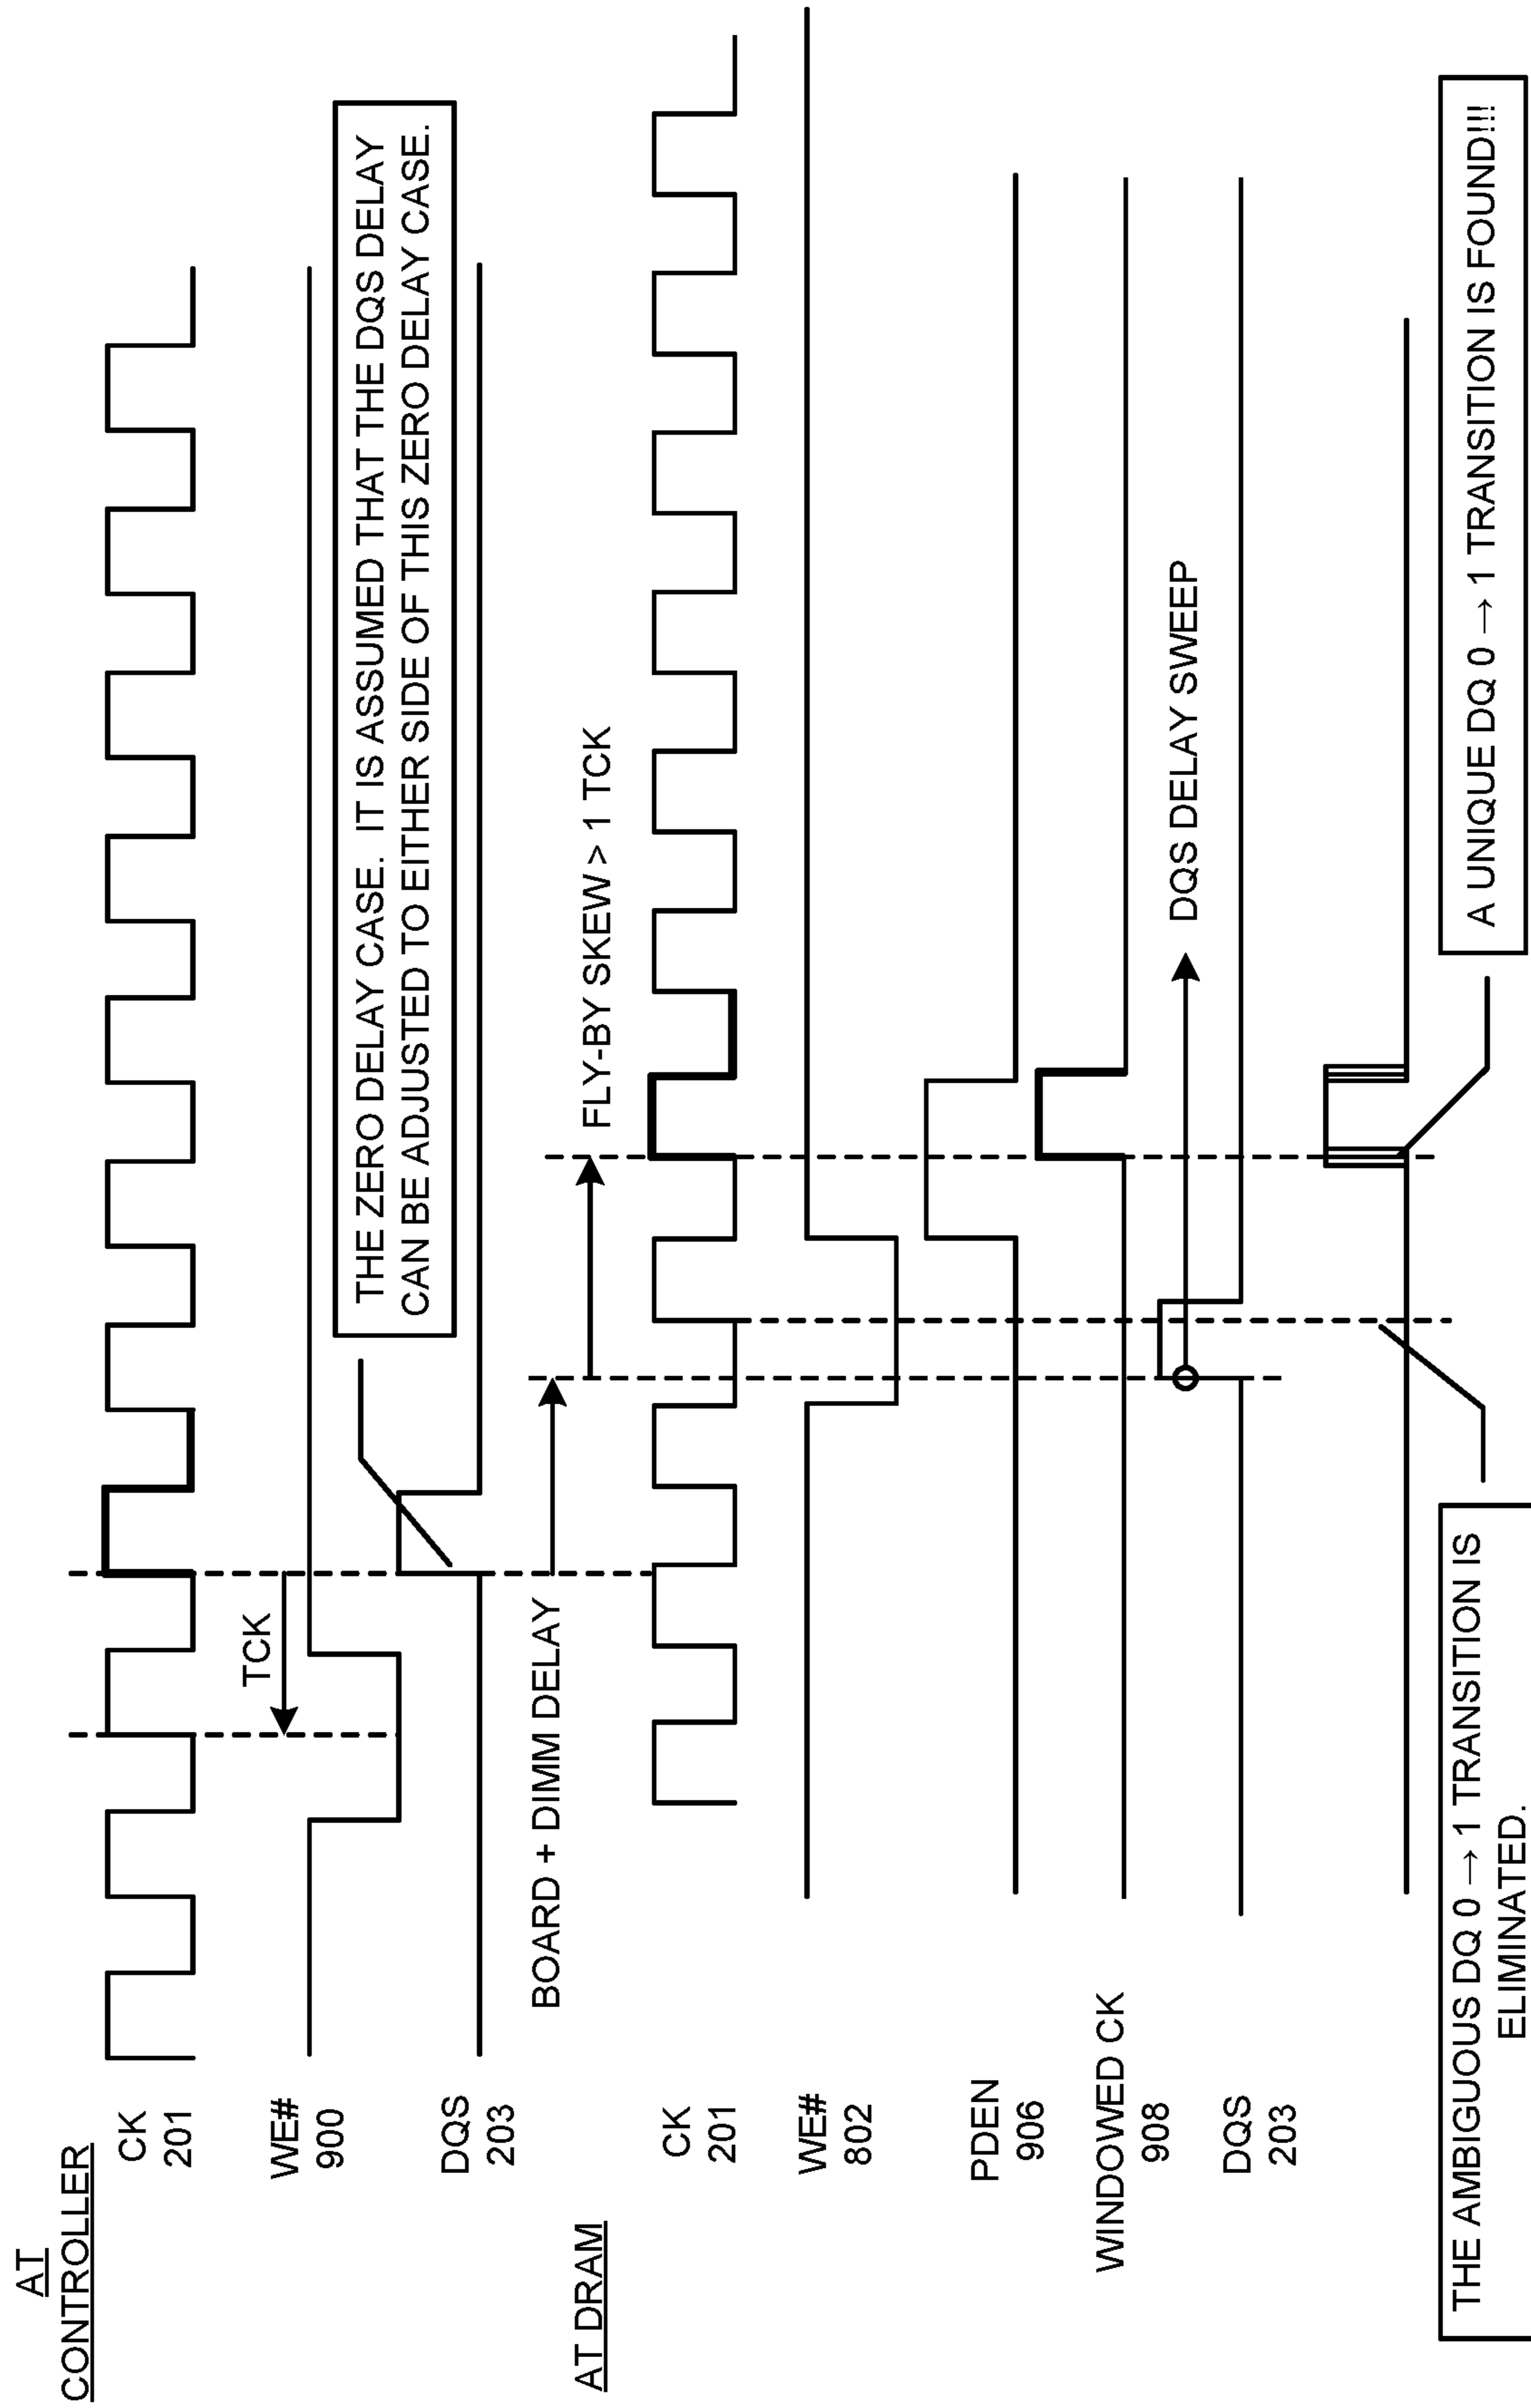 AT
CONTROLLER
CK
201
WE#
900
TCK
DQS
203
THE ZERO DELAY CASE. IT IS ASSUMED THAT THE DQS DELAY
CAN BE ADJUSTED TO EITHER SIDE OF THIS ZERO DELAY CASE.
BOARD + DIMM DELAY
FLY-BY SKEW > 1 TCK
AT DRAM
CK
201
WE#
802
PDEN
906
WINDOWED CK
908
DQS
203
DQS DELAY SWEEP
THE AMBIGUOUS DQ 0 → 1 TRANSITION IS
ELIMINATED.
A UNIQUE DQ 0 → 1 TRANSITION IS FOUND!!!